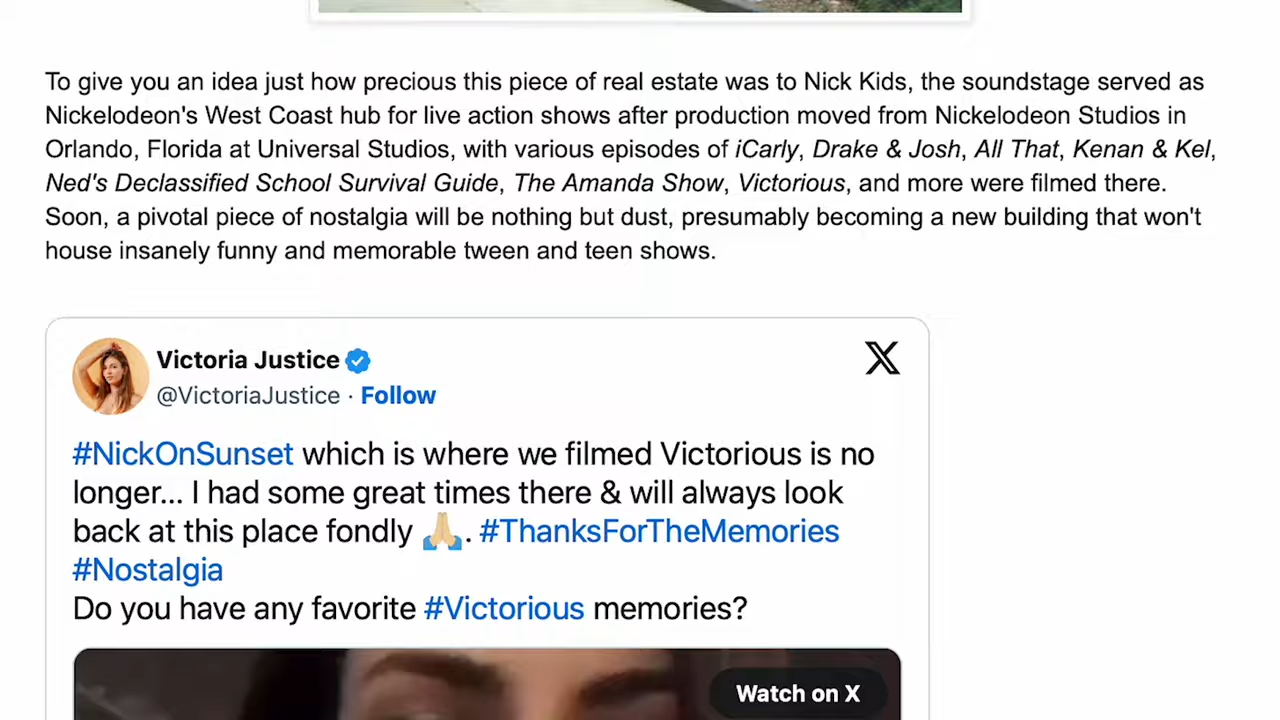 To give you an idea just how precious this piece of real estate was to Nick Kids, the soundstage served as
Nickelodeon's West Coast hub for live action shows after production moved from Nickelodeon Studios in
Orlando, Florida at Universal Studios, with various episodes of iCarly, Drake & Josh, All That, Kenan & Kel,
Ned's Declassified School Survival Guide, The Amanda Show, Victorious, and more were filmed there.
Soon, a pivotal piece of nostalgia will be nothing but dust, presumably becoming a new building that won't
house insanely funny and memorable tween and teen shows.
Victoria Justice
@VictoriaJustice · Follow
#NickOnSunset which is where we filmed Victorious is no
longer... I had some great times there & will always look
back at this place fondly 🙏🏼. #ThanksForTheMemories
#Nostalgia
Do you have any favorite #Victorious memories?
Watch on X